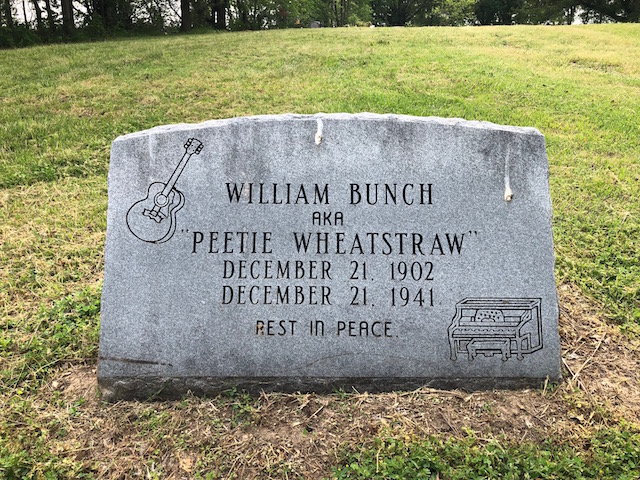 WILLIAM BUNCH
AKA
"PEETIE WHEATSTRAW"
DECEMBER 21, 1902
DECEMBER 21, 1941
REST IN PEACE.